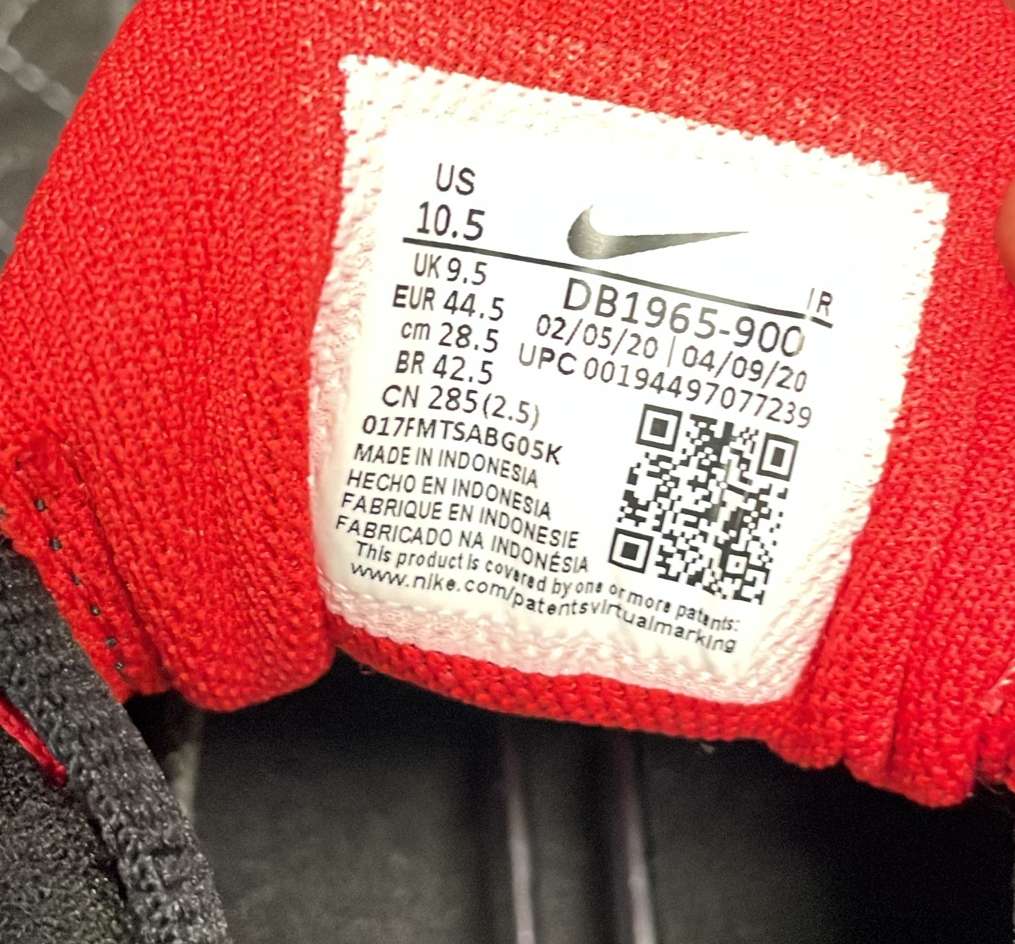 US
10.5
UK 9.5
EUR 44.5
cm 28.5
BR 42.5
CN 285(2.5)
017FMTSABG05K
MADE IN INDONESIA
HECHO EN INDONESIA
FABRIQUE EN INDONESIE
FABRICADO NA INDONÉSIA
This product is covered by one or more patents:
www.nike.com/patentsvirtualmarking
IR
DB1965-900
02/05/20 | 04/09/20
UPC 00194497077239